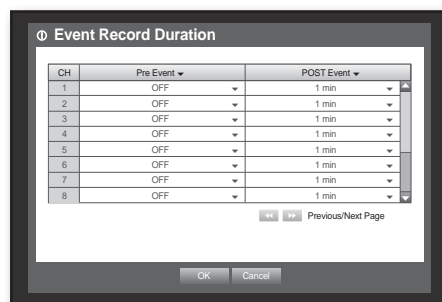 Event Record Duration
CH Pre Event POST Event
1 OFF 1 min
2 OFF 1 min
3 OFF 1 min
4 OFF 1 min
5 OFF 1 min
6 OFF 1 min
7 OFF 1 min
8 OFF 1 min
Previous/Next Page
OK Cancel